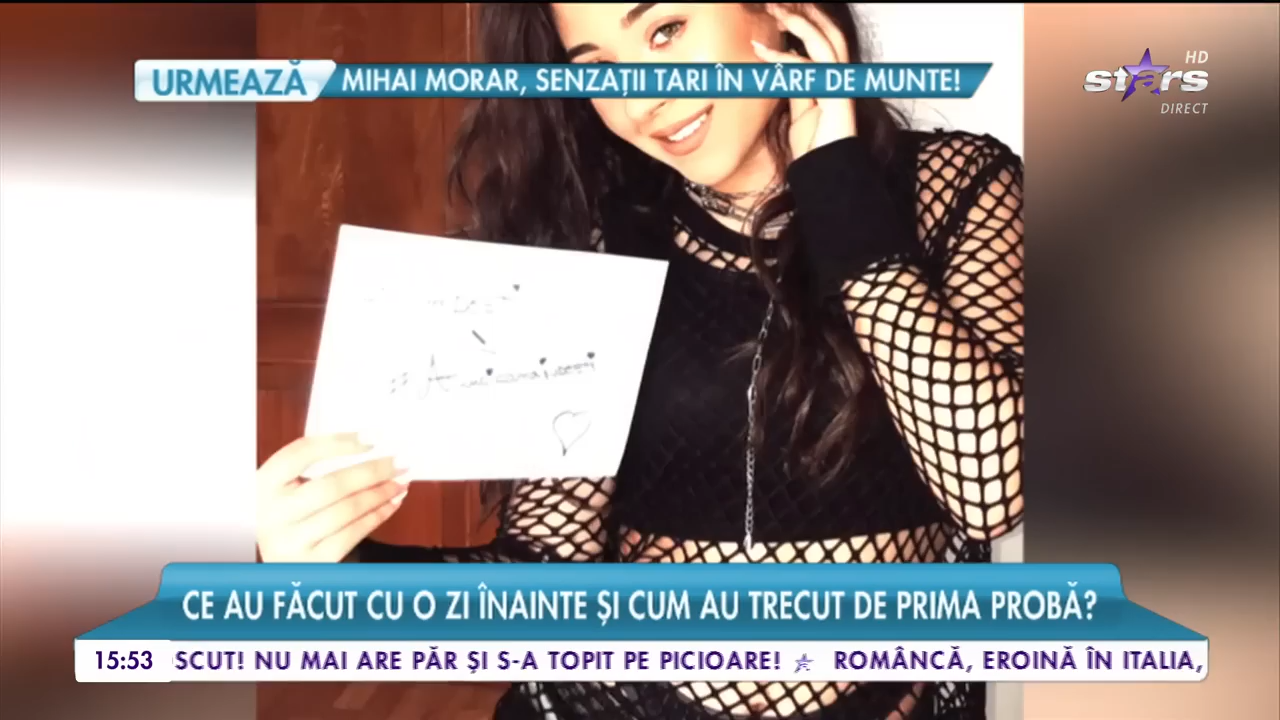 URMEAZĂ
MIHAI MORAR, SENZAȚII TARI ÎN VÂRF DE MUNTE!
HD
stars
DIRECT
CE AU FĂCUT CU O ZI ÎNAINTE ȘI CUM AU TRECUT DE PRIMA PROBĂ?
15:53
SCUT! NU MAI ARE PĂR ȘI S-A TOPIT PE PICIOARE! ROMÂNCĂ, EROINĂ ÎN ITALIA,